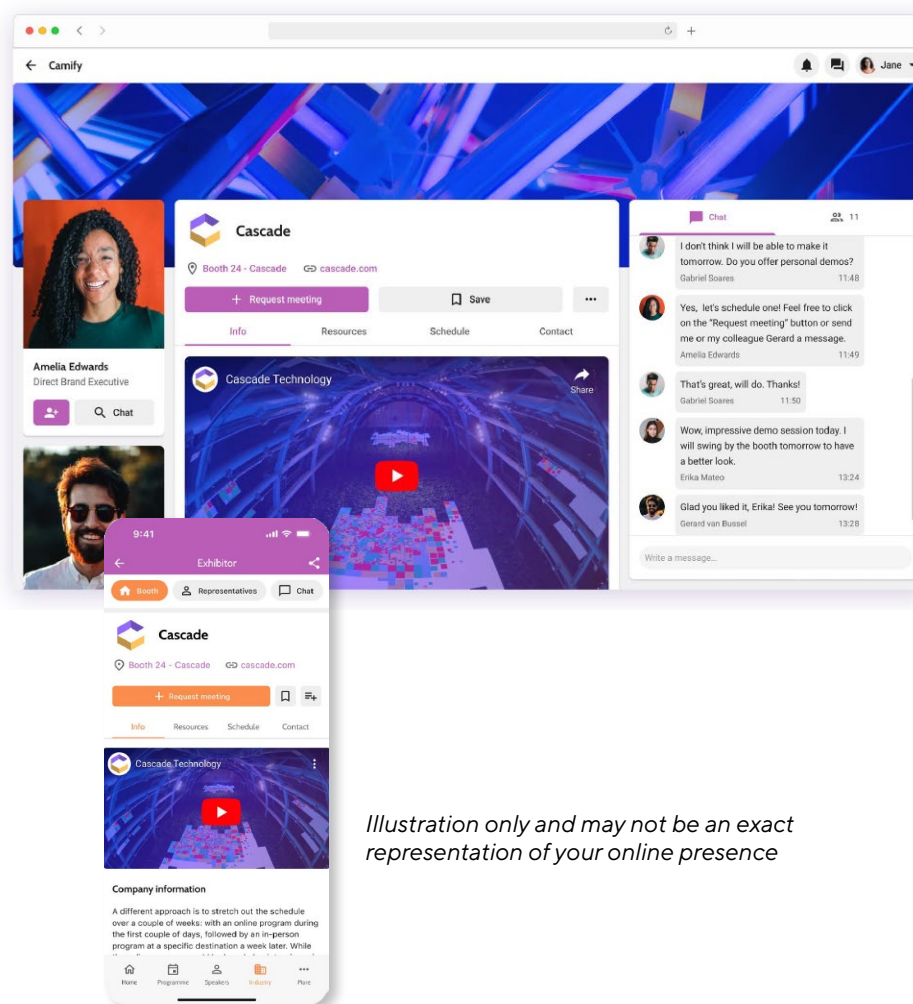 Camify
Jane
Cascade
Booth 24 - Cascade
cascade.com
+ Request meeting
Save
Info
Resources
Schedule
Contact
Amelia Edwards
Direct Brand Executive
Chat
Cascade Technology
Share
Chat
11
I don't think I will be able to make it
tomorrow. Do you offer personal demos?
Gabriel Soares 11:48
Yes, let's schedule one! Feel free to click
on the "Request meeting" button or send
me or my colleague Gerard a message.
Amelia Edwards 11:49
That's great, will do. Thanks!
Gabriel Soares 11:50
Wow, impressive demo session today. I
will swing by the booth tomorrow to have
a better look.
Erika Mateo 13:24
Glad you liked it, Erika! See you tomorrow!
Gerard van Bussel 13:28
Write a message...
9:41
Exhibitor
Booth
Representatives
Chat
Cascade
Booth 24 - Cascade
cascade.com
+ Request meeting
Info
Resources
Schedule
Contact
Cascade Technology
Company information
A different approach is to stretch out the schedule
over a couple of weeks: with an online program during
the first couple of days, followed by an in-person
program at a specific destination a week later. While
Home
Programme
Speakers
Industry
More
Illustration only and may not be an exact
representation of your online presence